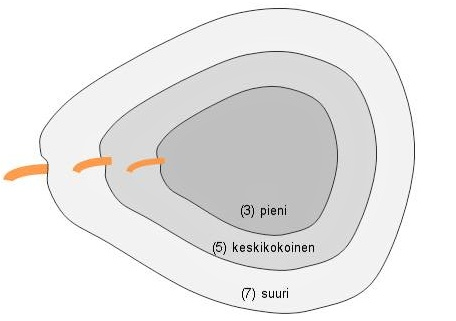 (3) pieni
(5) keskikokoinen
(7) suuri